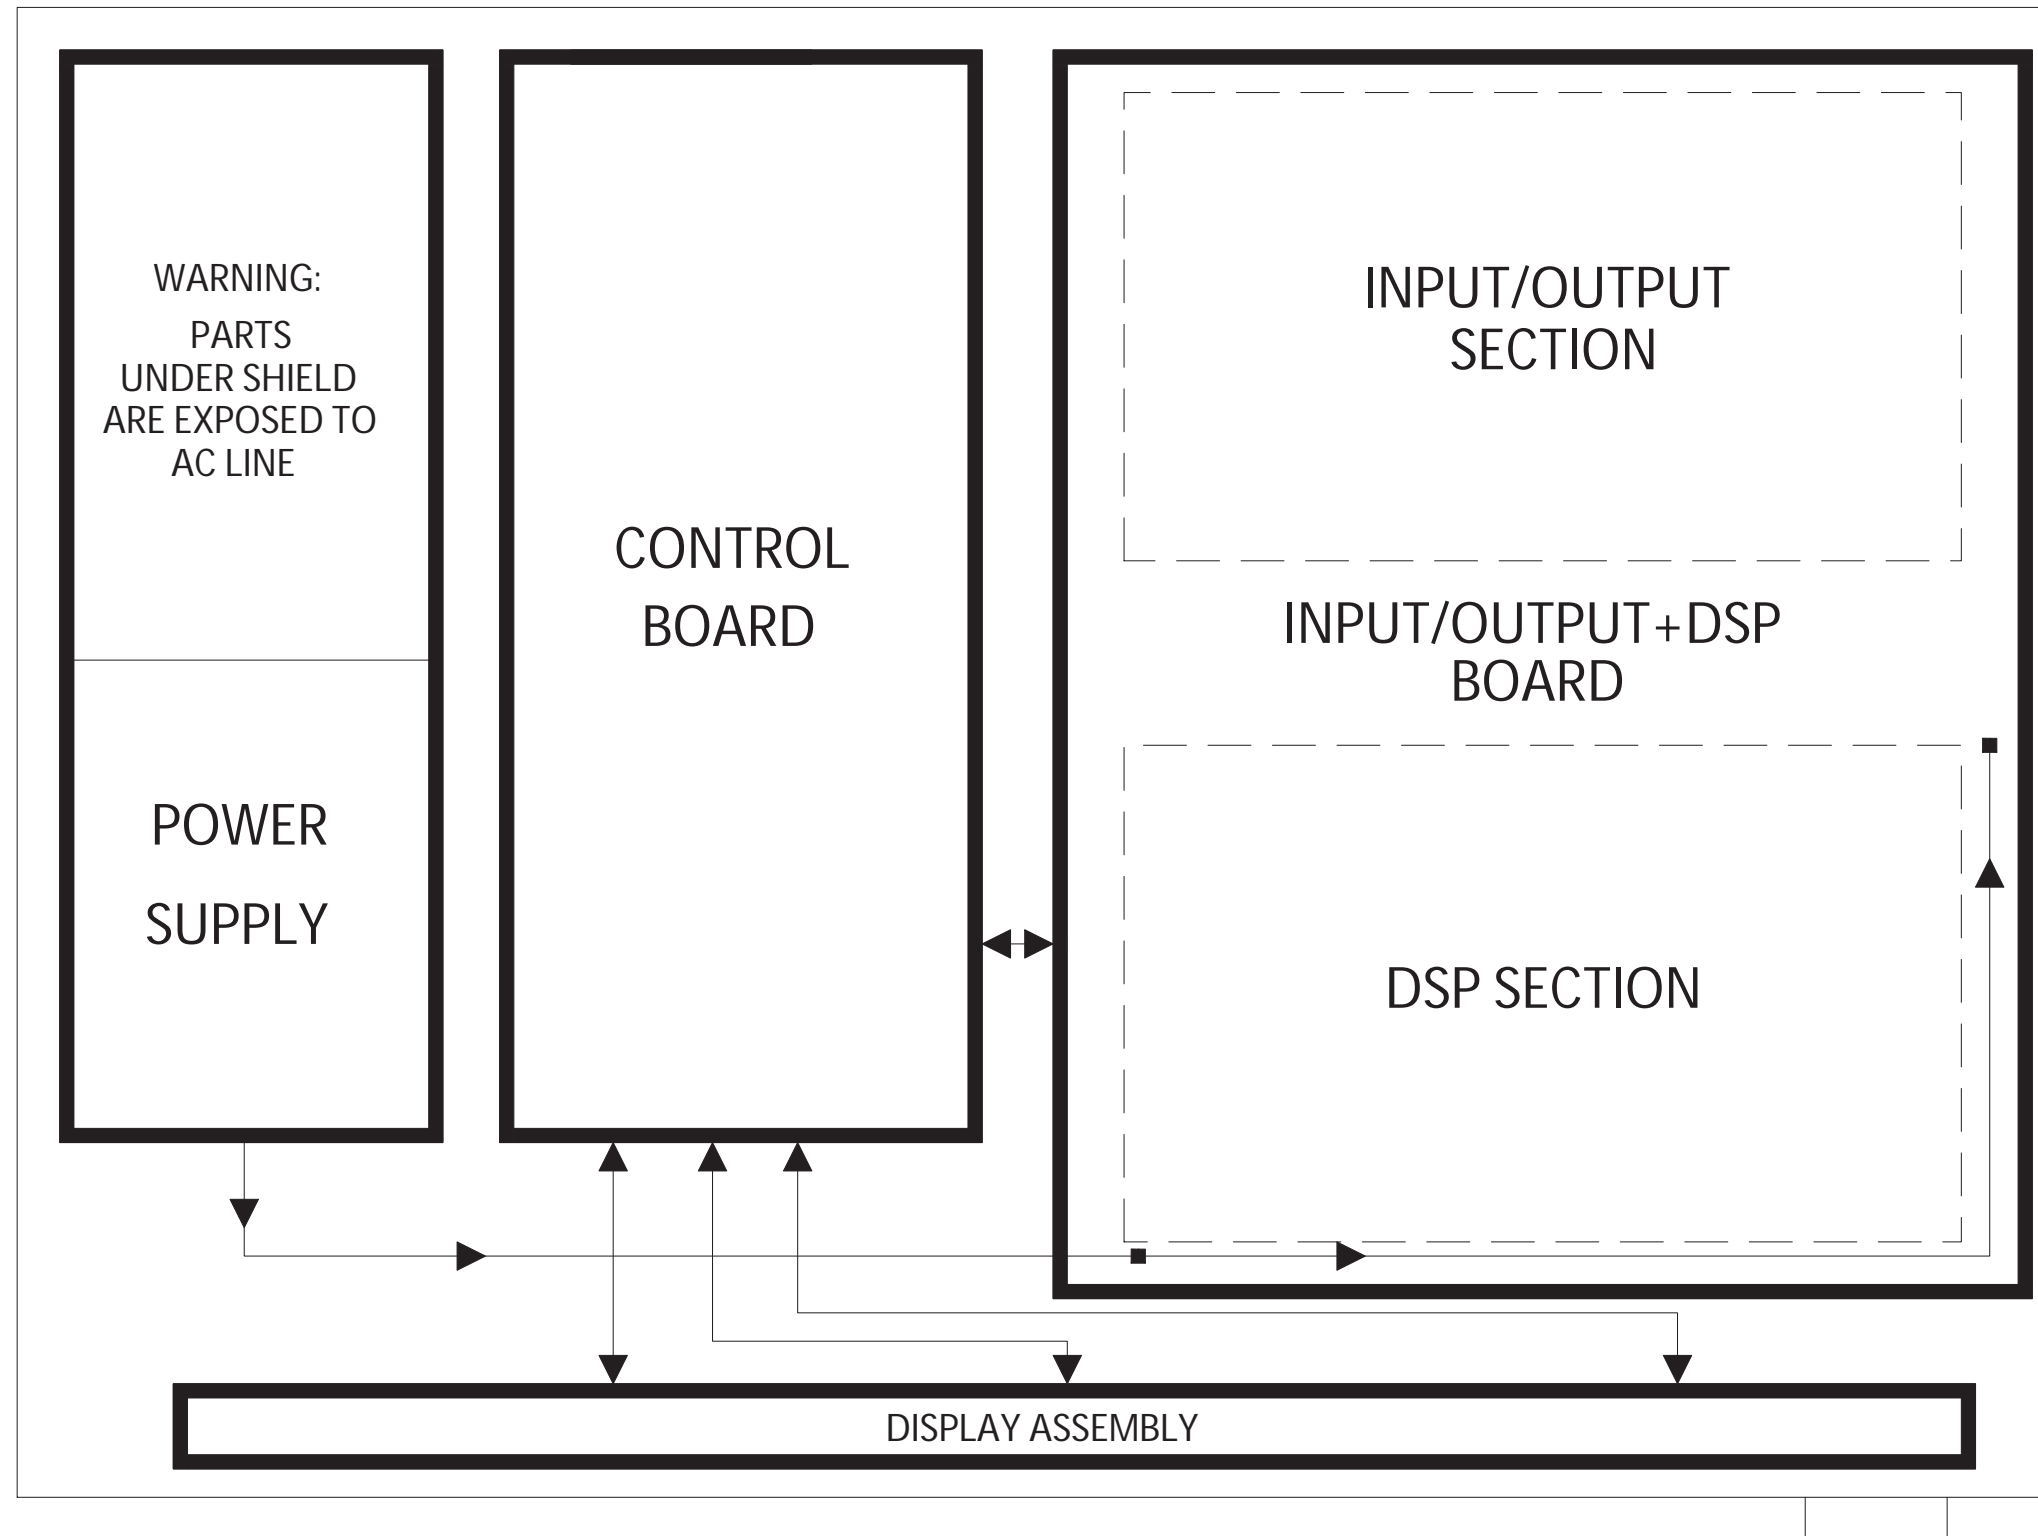 WARNING:
PARTS
UNDER SHIELD
ARE EXPOSED TO
AC LINE
POWER
SUPPLY
CONTROL
BOARD
INPUT/OUTPUT
SECTION
INPUT/OUTPUT+DSP
BOARD
DSP SECTION
DISPLAY ASSEMBLY